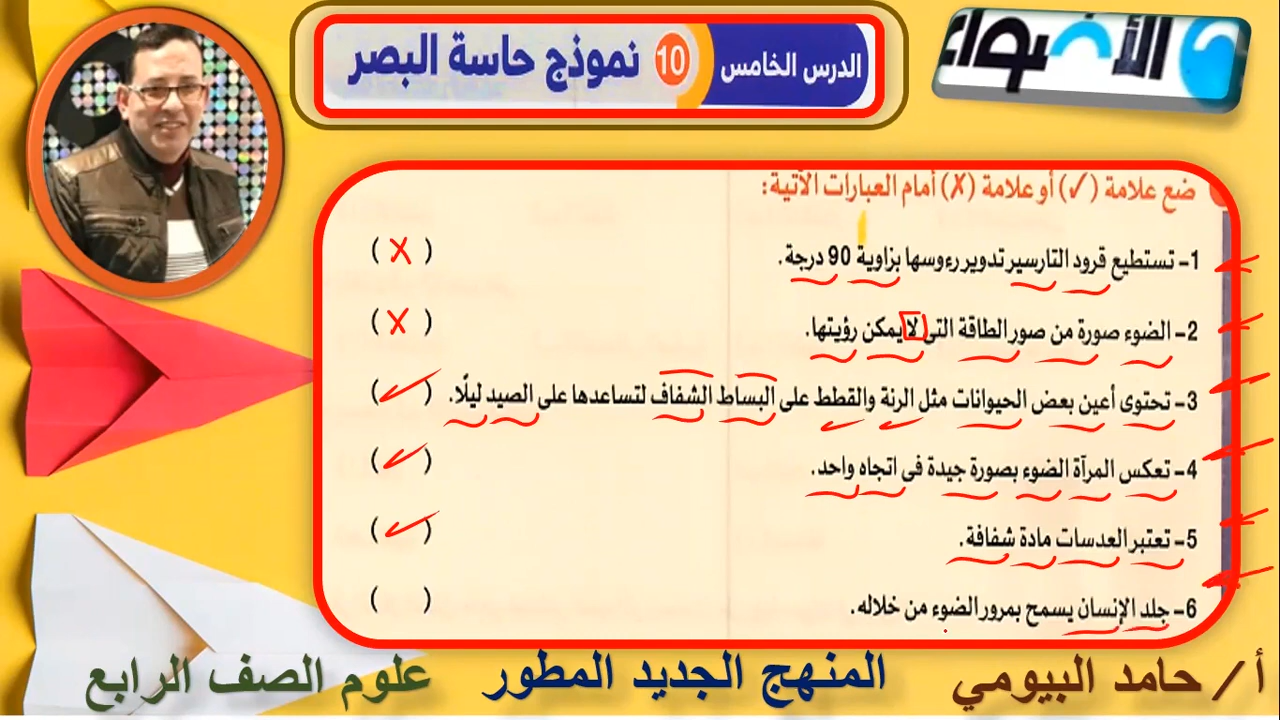 الأضواء
الدرس الخامس 10 نموذج حاسة البصر
ضع علامة (✓) أو علامة (✗) أمام العبارات الآتية:
1- تستطيع قرود التارسير تدوير رءوسها بزاوية 90 درجة. (X)
2- الضوء صورة من صور الطاقة التى لا يمكن رؤيتها. (X)
3- تحتوى أعين بعض الحيوانات مثل الرنة والقطط على البساط الشفاف لتساعدها على الصيد ليلًا. (✓)
4- تعكس المرآة الضوء بصورة جيدة فى اتجاه واحد. (✓)
5- تعتبر العدسات مادة شفافة. (✓)
6- جلد الإنسان يسمح بمرور الضوء من خلاله. ( )
أ/ حامد البيومي المنهج الجديد المطور علوم الصف الرابع